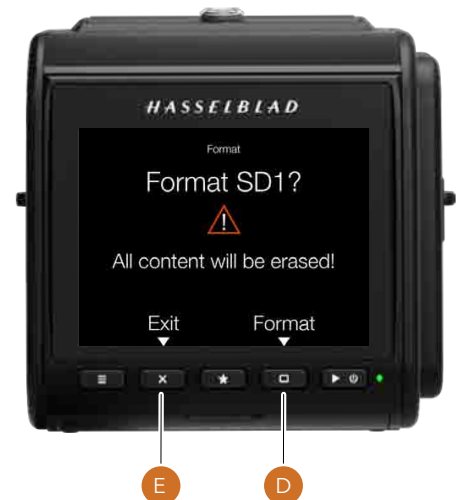 HASSELBLAD
Format
Format SD1?
!
All content will be erased!
Exit Format
E D